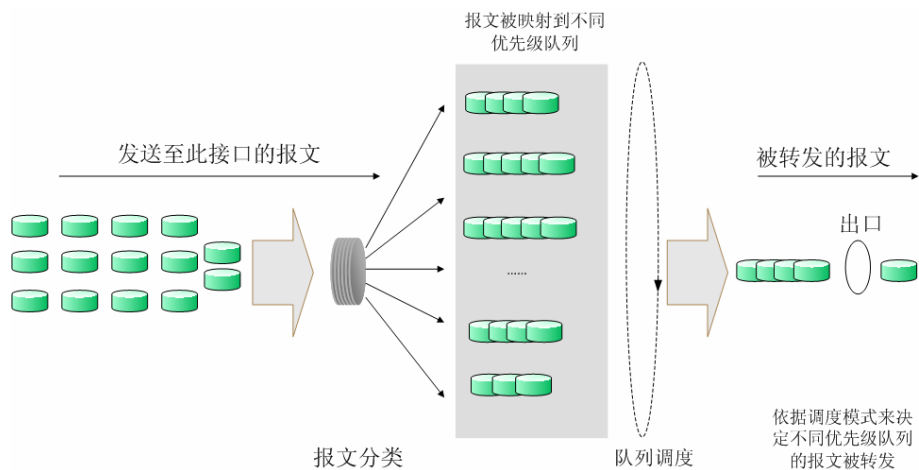 报文被映射到不同
优先级队列
发送至此接口的报文
被转发的报文
出口
......
报文分类
队列调度
依据调度模式来决
定不同优先级队列
的报文被转发